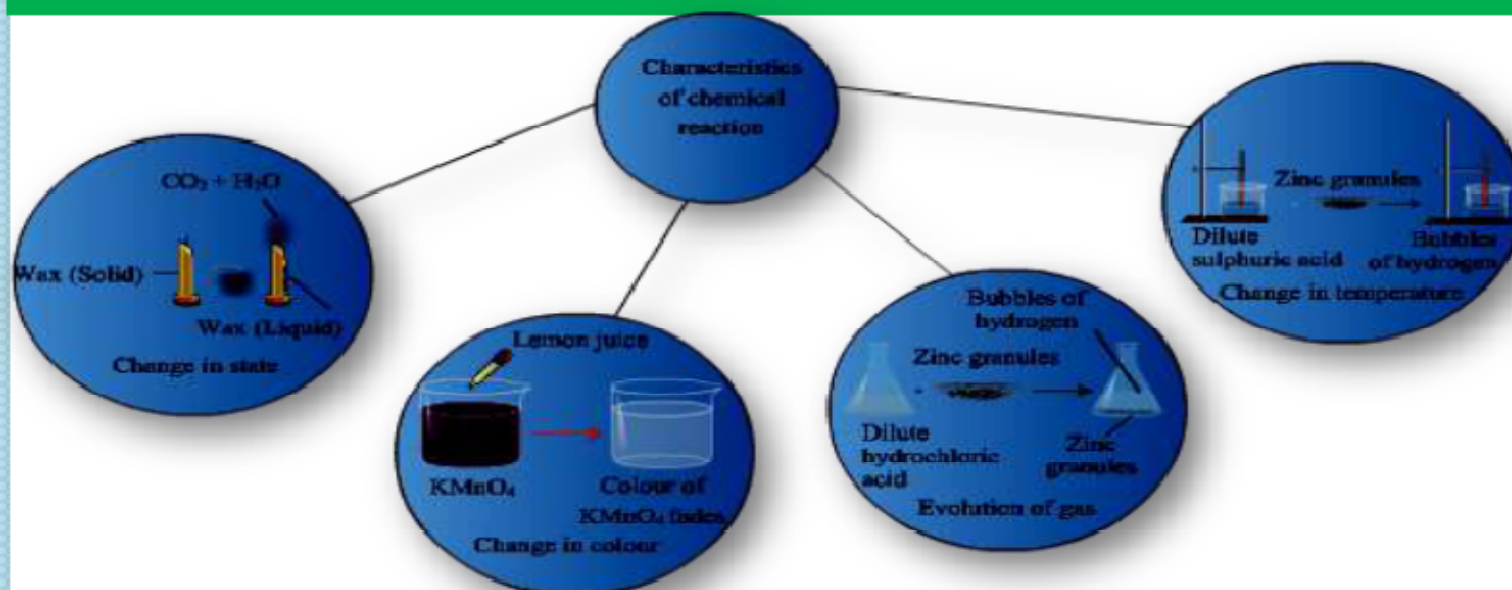 Characteristics
of chemical
reaction
CO₂ + H₂O
Wax (Solid)
Wax (Liquid)
Change in state
Lemon juice
KMnO₄
Colour of
KMnO₄ fades
Change in colour
Bubbles of
hydrogen
Zinc granules
Dilute
hydrochloric
acid
Zinc
granules
Evolution of gas
Zinc granules
Dilute
sulphuric acid
Bubbles
of hydrogen
Change in temperature